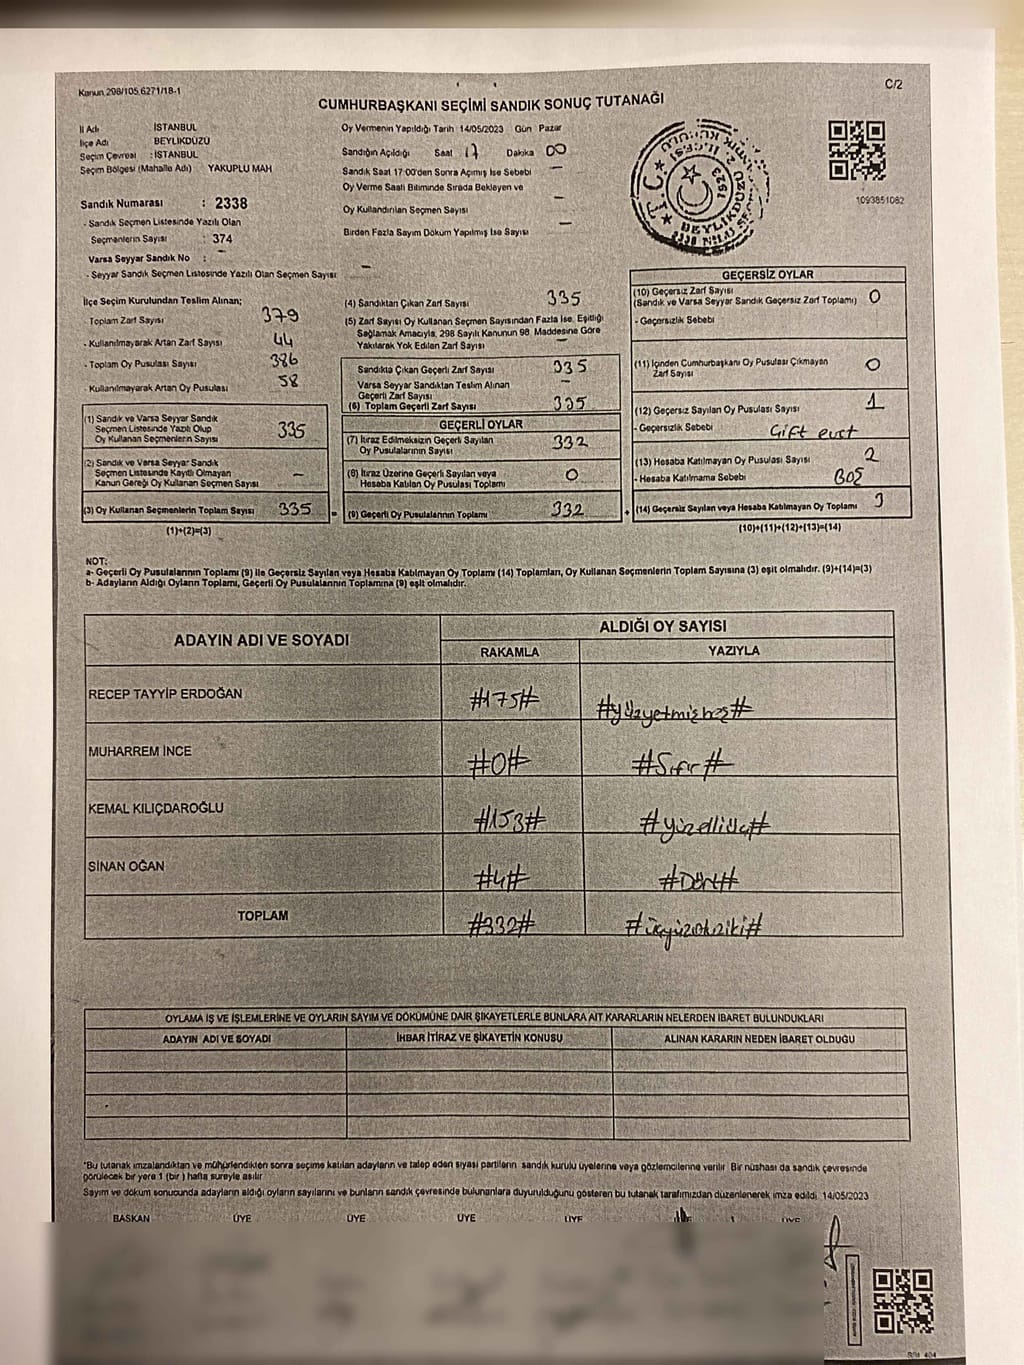 Kanun 298/105,6271/18-1
C/2
CUMHURBAŞKANI SEÇİMİ SANDIK SONUÇ TUTANAĞI
İl Adı İSTANBUL
İlçe Adı BEYLİKDÜZÜ
Seçim Çevresi : İSTANBUL
Seçim Bölgesi (Mahalle Adı) YAKUPLU MAH
Sandık Numarası : 2338
- Sandık Seçmen Listesinde Yazılı Olan
Seçmenlerin Sayısı : 374
Varsa Seyyar Sandık No : –
- Seyyar Sandık Seçmen Listesinde Yazılı Olan Seçmen Sayısı –
Oy Vermenin Yapıldığı Tarih 14/05/2023 Gün Pazar
Sandığın Açıldığı Saat 17 Dakika 00
Sandık Saat 17:00'den Sonra Açımış İse Sebebi –
Oy Verme Saati Bitiminde Sırada Bekleyen ve
Oy Kullandırılan Seçmen Sayısı –
Birden Fazla Sayım Döküm Yapılmış İse Sayısı –
T.C.
BEYLİKDÜZÜ
1923
1093851082
İlçe Seçim Kurulundan Teslim Alınan;
- Toplam Zarf Sayısı 379
- Kullanılmayarak Artan Zarf Sayısı 44
- Toplam Oy Pusulası Sayısı 386
- Kullanılmayarak Artan Oy Pusulası 58
(1) Sandık ve Varsa Seyyar Sandık
Seçmen Listesinde Yazılı Olup
Oy Kullanan Seçmenlerin Sayısı 335
(2) Sandık ve Varsa Seyyar Sandık
Seçmen Listesinde Kayıtlı Olmayan
Kanun Gereği Oy Kullanan Seçmen Sayısı –
(3) Oy Kullanan Seçmenlerin Toplam Sayısı 335 =
(1)+(2)=(3)
(4) Sandıktan Çıkan Zarf Sayısı 335
(5) Zarf Sayısı Oy Kullanan Seçmen Sayısından Fazla İse, Eşitliği
Sağlamak Amacıyla, 298 Sayılı Kanunun 98. Maddesine Göre
Yakılarak Yok Edilen Zarf Sayısı –
Sandıkta Çıkan Geçerli Zarf Sayısı 335
Varsa Seyyar Sandıktan Teslim Alınan
Geçerli Zarf Sayısı –
(6) Toplam Geçerli Zarf Sayısı 335
GEÇERLİ OYLAR
(7) İtiraz Edilmeksizin Geçerli Sayılan
Oy Pusulalarının Sayısı 332
(8) İtiraz Üzerine Geçerli Sayılan veya
Hesaba Katılan Oy Pusulası Toplamı 0
(9) Geçerli Oy Pusulalarının Toplamı 332 +
GEÇERSİZ OYLAR
(10) Geçersiz Zarf Sayısı
(Sandık ve Varsa Seyyar Sandık Geçersiz Zarf Toplamı) 0
- Geçersizlik Sebebi
(11) İçinden Cumhurbaşkanı Oy Pusulası Çıkmayan
Zarf Sayısı 0
(12) Geçersiz Sayılan Oy Pusulası Sayısı 1
- Geçersizlik Sebebi Çift evet
(13) Hesaba Katılmayan Oy Pusulası Sayısı 2
- Hesaba Katılmama Sebebi BOŞ
(14) Geçersiz Sayılan veya Hesaba Katılmayan Oy Toplamı 3
(10)+(11)+(12)+(13)=(14)
NOT:
a- Geçerli Oy Pusulalarının Toplamı (9) ile Geçersiz Sayılan veya Hesaba Katılmayan Oy Toplamı (14) Toplamları, Oy Kullanan Seçmenlerin Toplam Sayısına (3) eşit olmalıdır. (9)+(14)=(3)
b- Adayların Aldığı Oyların Toplamı, Geçerli Oy Pusulalarının Toplamına (9) eşit olmalıdır.
ADAYIN ADI VE SOYADI ALDIĞI OY SAYISI
RAKAMLA YAZIYLA
RECEP TAYYİP ERDOĞAN #175# #yüzyetmişbeş#
MUHARREM İNCE #0# #Sıfır#
KEMAL KILIÇDAROĞLU #153# #yüzelliüç#
SİNAN OĞAN #4# #Dört#
TOPLAM #332# #üçyüzotuziki#
OYLAMA İŞ VE İŞLEMLERİNE VE OYLARIN SAYIM VE DÖKÜMÜNE DAİR ŞİKAYETLERLE BUNLARA AİT KARARLARIN NELERDEN İBARET BULUNDUKLARI
ADAYIN ADI VE SOYADI İHBAR İTİRAZ VE ŞİKAYETİN KONUSU ALINAN KARARIN NEDEN İBARET OLDUĞU
*Bu tutanak imzalandıktan ve mühürlendikten sonra seçime katılan adayların ve talep eden siyasi partilerin sandık kurulu üyelerine veya gözlemcilerine verilir. Bir nüshası da sandık çevresinde
görülecek bir yere 1 (bir) hafta süreyle asılır
Sayım ve döküm sonucunda adayların aldığı oyların sayılarını ve bunların sandık çevresinde bulunanlara duyurulduğunu gösteren bu tutanak tarafımızdan düzenlenerek imza edildi. 14/05/2023
BAŞKAN ÜYE ÜYE ÜYE ÜYE ÜYE